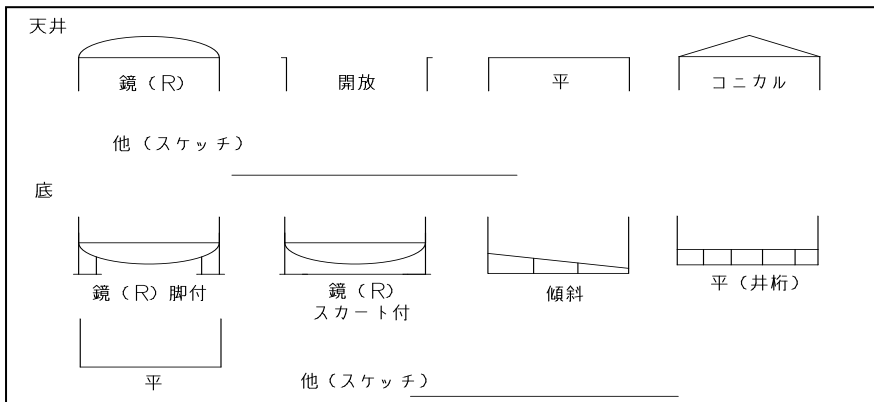 天井
鏡（R）
開放
平
コニカル
他（スケッチ）
底
鏡（R）脚付
鏡（R）
スカート付
傾斜
平（井桁）
平
他（スケッチ）